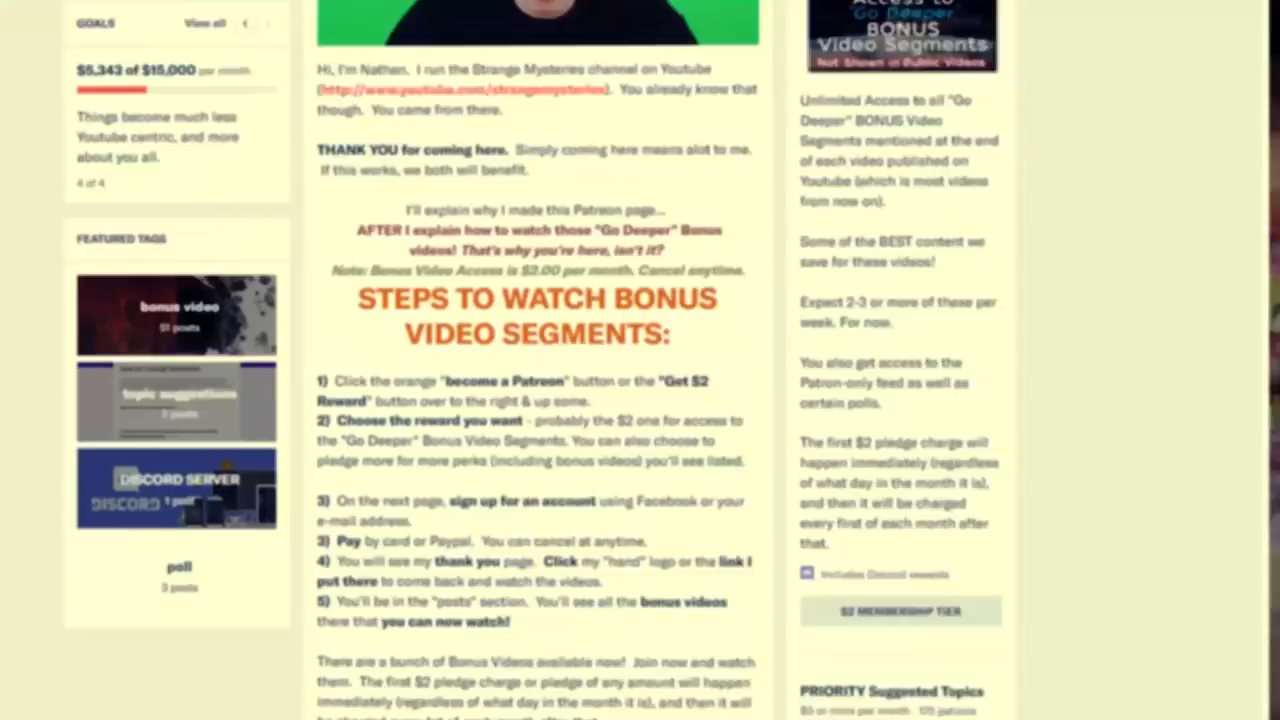 GOALS
View all
$5,343 of $15,000 per month
Things become much less
Youtube centric, and more
about you all.
4 of 4
FEATURED TAGS
bonus video
51 posts
topic suggestions
DISCORD SERVER
DISCORD
1 post
poll
3 posts
Hi, I'm Nathan. I run the Strange Mysteries channel on Youtube
(http://www.youtube.com/strangemysteries). You already know that
though. You came from there.
THANK YOU for coming here. Simply coming here means alot to me.
If this works, we both will benefit.
I'll explain why I made this Patreon page...
AFTER I explain how to watch those "Go Deeper" Bonus
videos! That's why you're here, isn't it?
Note: Bonus Video Access is $2.00 per month. Cancel anytime.
STEPS TO WATCH BONUS
VIDEO SEGMENTS:
1) Click the orange "become a Patreon" button or the "Get $2
Reward" button over to the right & up some.
2) Choose the reward you want - probably the $2 one for access to
the "Go Deeper" Bonus Video Segments. You can also choose to
pledge more for more perks (including bonus videos) you'll see listed.
3) On the next page, sign up for an account using Facebook or your
e-mail address.
3) Pay by card or Paypal. You can cancel at anytime.
4) You will see my thank you page. Click my "hand" logo or the link I
put there to come back and watch the videos.
5) You'll be in the "posts" section. You'll see all the bonus videos
there that you can now watch!
There are a bunch of Bonus Videos available now! Join now and watch
them. The first $2 pledge charge or pledge of any amount will happen
immediately (regardless of what day in the month it is), and then it will
Access to
Go Deeper
BONUS
Video Segments
Not Shown in Public Videos
Unlimited Access to all "Go
Deeper" BONUS Video
Segments mentioned at the end
of each video published on
Youtube (which is most videos
from now on).
Some of the BEST content we
save for these videos!
Expect 2-3 or more of these per
week. For now.
You also get access to the
Patron-only feed as well as
certain polls.
The first $2 pledge charge will
happen immediately (regardless
of what day in the month it is),
and then it will be charged
every first of each month after
that.
Includes Discord rewards
$2 MEMBERSHIP TIER
PRIORITY Suggested Topics
$5 or more per month
patrons